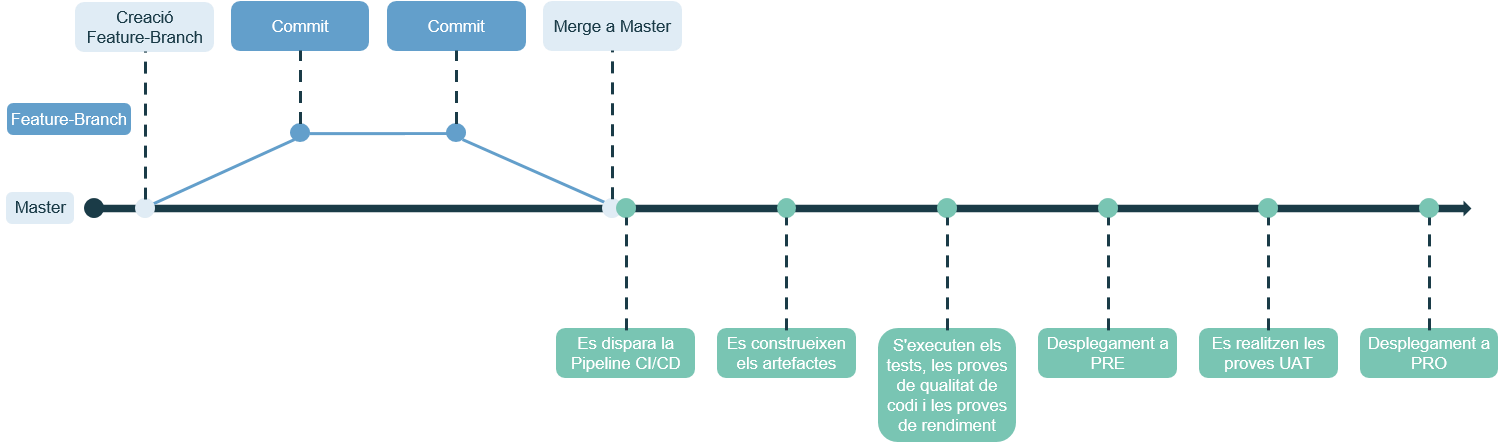 Creació
Feature-Branch
Commit
Commit
Merge a Master
Feature-Branch
Master
Es dispara la
Pipeline CI/CD
Es construeixen
els artefactes
S'executen els
tests, les proves
de qualitat de
codi i les proves
de rendiment
Desplegament a
PRE
Es realitzen les
proves UAT
Desplegament a
PRO